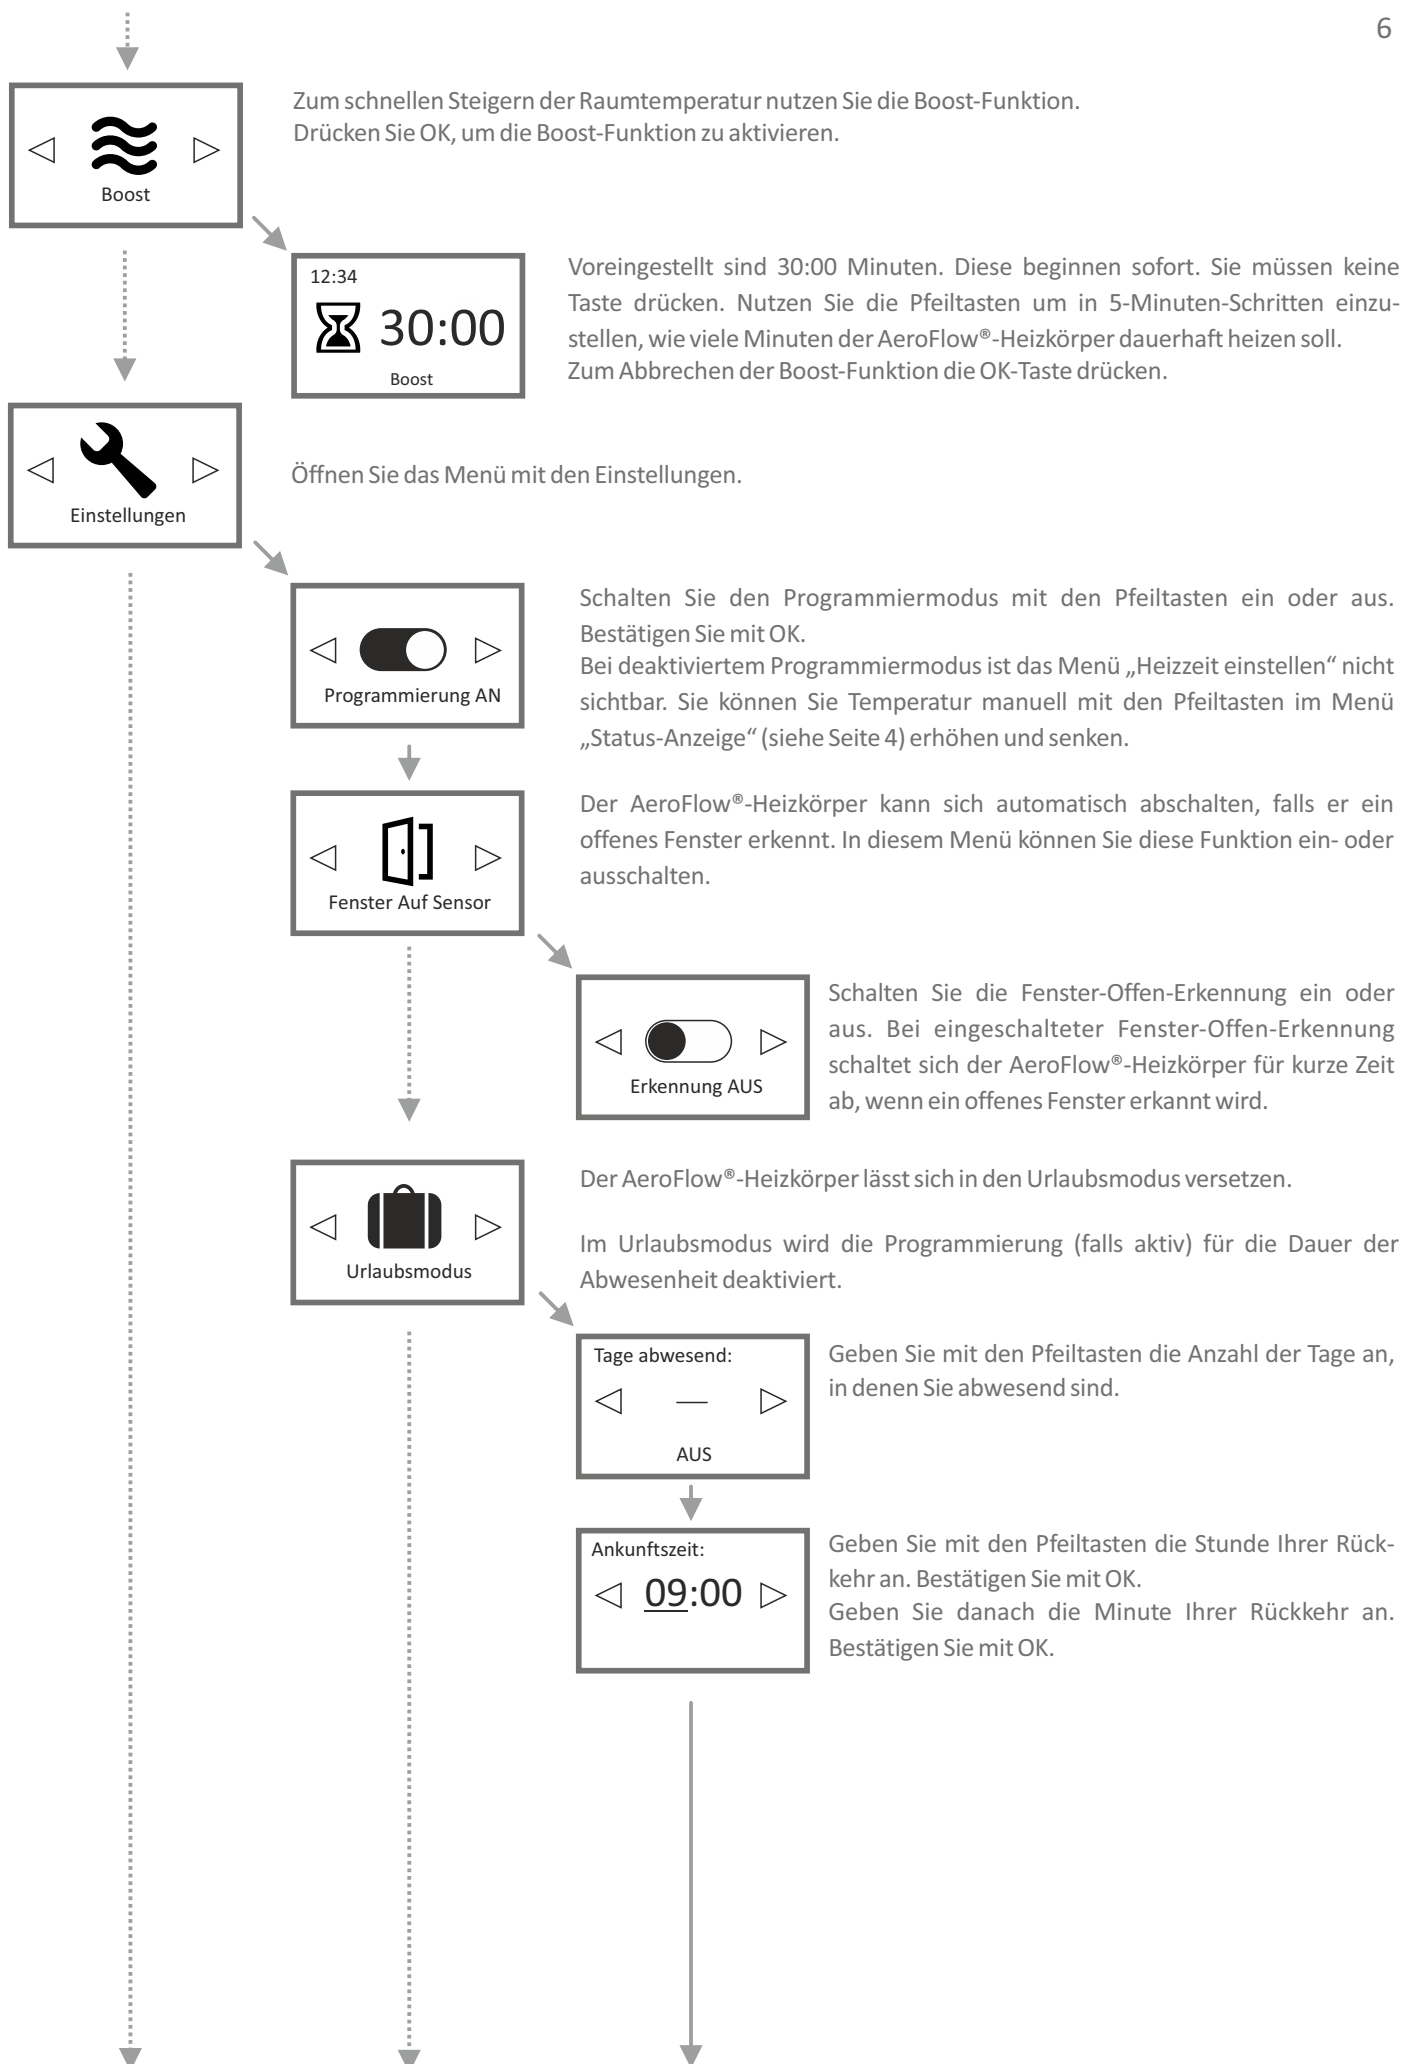 6
Zum schnellen Steigern der Raumtemperatur nutzen Sie die Boost-Funktion.
Drücken Sie OK, um die Boost-Funktion zu aktivieren.
Boost
12:34
30:00
Boost
Voreingestellt sind 30:00 Minuten. Diese beginnen sofort. Sie müssen keine
Taste drücken. Nutzen Sie die Pfeiltasten um in 5-Minuten-Schritten einzu-
stellen, wie viele Minuten der AeroFlow®-Heizkörper dauerhaft heizen soll.
Zum Abbrechen der Boost-Funktion die OK-Taste drücken.
Einstellungen
Öffnen Sie das Menü mit den Einstellungen.
Programmierung AN
Schalten Sie den Programmiermodus mit den Pfeiltasten ein oder aus.
Bestätigen Sie mit OK.
Bei deaktiviertem Programmiermodus ist das Menü „Heizzeit einstellen“ nicht
sichtbar. Sie können Sie Temperatur manuell mit den Pfeiltasten im Menü
„Status-Anzeige“ (siehe Seite 4) erhöhen und senken.
Fenster Auf Sensor
Der AeroFlow®-Heizkörper kann sich automatisch abschalten, falls er ein
offenes Fenster erkennt. In diesem Menü können Sie diese Funktion ein- oder
ausschalten.
Erkennung AUS
Schalten Sie die Fenster-Offen-Erkennung ein oder
aus. Bei eingeschalteter Fenster-Offen-Erkennung
schaltet sich der AeroFlow®-Heizkörper für kurze Zeit
ab, wenn ein offenes Fenster erkannt wird.
Urlaubsmodus
Der AeroFlow®-Heizkörper lässt sich in den Urlaubsmodus versetzen.
Im Urlaubsmodus wird die Programmierung (falls aktiv) für die Dauer der
Abwesenheit deaktiviert.
Tage abwesend:
—
AUS
Geben Sie mit den Pfeiltasten die Anzahl der Tage an,
in denen Sie abwesend sind.
Ankunftszeit:
09:00
Geben Sie mit den Pfeiltasten die Stunde Ihrer Rück-
kehr an. Bestätigen Sie mit OK.
Geben Sie danach die Minute Ihrer Rückkehr an.
Bestätigen Sie mit OK.